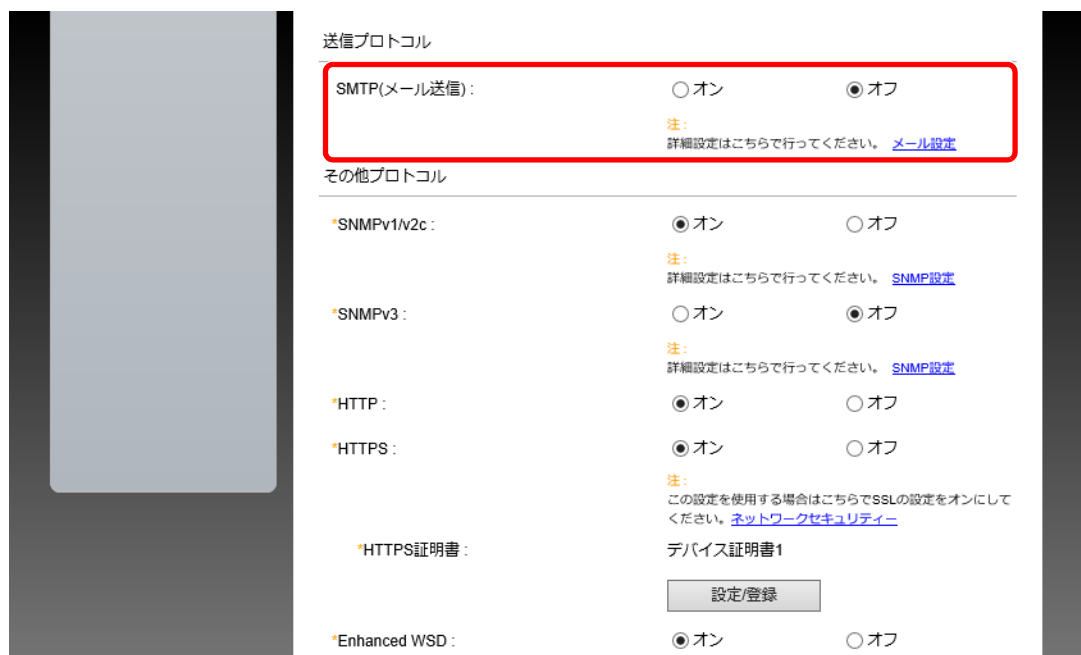 送信プロトコル
SMTP(メール送信) : オン オフ
注 :
詳細設定はこちらで行ってください。 メール設定
その他プロトコル
*SNMPv1/v2c : オン オフ
注 :
詳細設定はこちらで行ってください。 SNMP設定
*SNMPv3 : オン オフ
注 :
詳細設定はこちらで行ってください。 SNMP設定
*HTTP : オン オフ
*HTTPS : オン オフ
注 :
この設定を使用する場合はこちらでSSLの設定をオンにして
ください。ネットワークセキュリティー
*HTTPS証明書 : デバイス証明書1
設定/登録
*Enhanced WSD : オン オフ